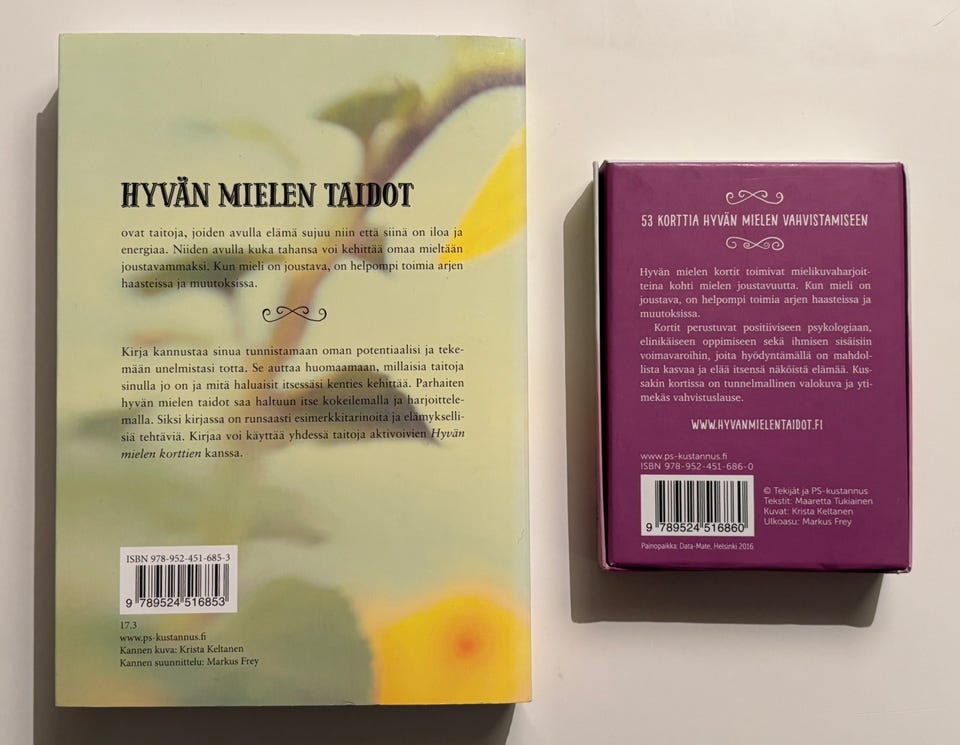 HYVÄN MIELEN TAIDOT
ovat taitoja, joiden avulla elämä sujuu niin että siinä on iloa ja
energiaa. Niiden avulla kuka tahansa voi kehittää omaa mieltään
joustavammaksi. Kun mieli on joustava, on helpompi toimia arjen
haasteissa ja muutoksissa.
Kirja kannustaa sinua tunnistamaan oman potentiaalisi ja teke-
mään unelmistasi totta. Se auttaa huomaamaan, millaisia taitoja
sinulla jo on ja mitä haluaisit itsessäsi kenties kehittää. Parhaiten
hyvän mielen taidot saa haltuun itse kokeilemalla ja harjoittele-
malla. Siksi kirjassa on runsaasti esimerkkitarinoita ja elämykselli-
siä tehtäviä. Kirjaa voi käyttää yhdessä taitoja aktivoivien Hyvän
mielen korttien kanssa.
ISBN 978-952-451-685-3
9 789524 516853
17.3
www.ps-kustannus.fi
Kannen kuva: Krista Keltanen
Kannen suunnittelu: Markus Frey
53 KORTTIA HYVÄN MIELEN VAHVISTAMISEEN
Hyvän mielen kortit toimivat mielikuvaharjoit-
teina kohti mielen joustavuutta. Kun mieli on
joustava, on helpompi toimia arjen haasteissa ja
muutoksissa.
Kortit perustuvat positiiviseen psykologiaan,
elinikäiseen oppimiseen sekä ihmisen sisäisiin
voimavaroihin, joita hyödyntämällä on mahdol-
lista kasvaa ja elää itsensä näköistä elämää. Kus-
sakin kortissa on tunnelmallinen valokuva ja yti-
mekäs vahvistuslause.
WWW.HYVANMIELENTAIDOT.FI
www.ps-kustannus.fi
ISBN 978-952-451-686-0
9 789524 516860
© Tekijät ja PS-kustannus
Tekstit: Maaretta Tukiainen
Kuvat: Krista Keltanen
Ulkoasu: Markus Frey
Painopaikka: Data-Mate, Helsinki 2016